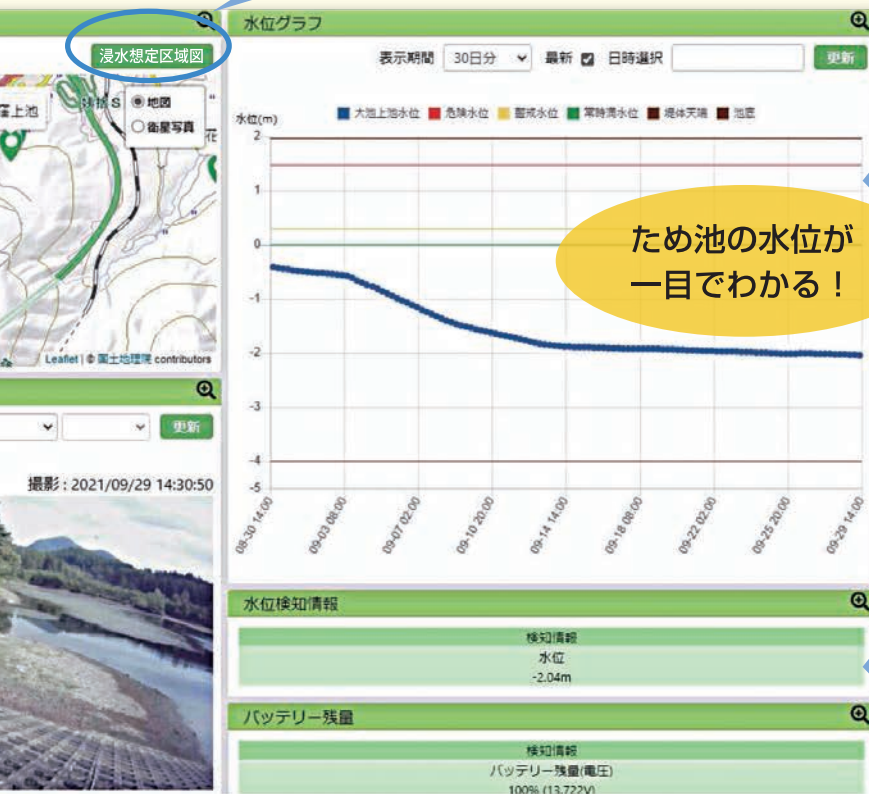 浸水想定区域図
窪上池
地図
衛星写真
Leaflet | © 国土地理院 contributors
更新
撮影 : 2021/09/29 14:30:50
水位グラフ
表示期間 30日分 最新 日時選択 更新
水位(m)
大池上池水位 危険水位 警戒水位 常時満水位 堤体天端 池底
2
1
0
-1
-2
-3
-4
-5
08-30 14:00
09-03 08:00
09-07 02:00
09-10 20:00
09-14 14:00
09-18 08:00
09-22 02:00
09-25 20:00
09-29 14:00
ため池の水位が
一目でわかる！
水位検知情報
検知情報
水位
-2.04m
バッテリー残量
検知情報
バッテリー残量(電圧)
100% (13.722V)